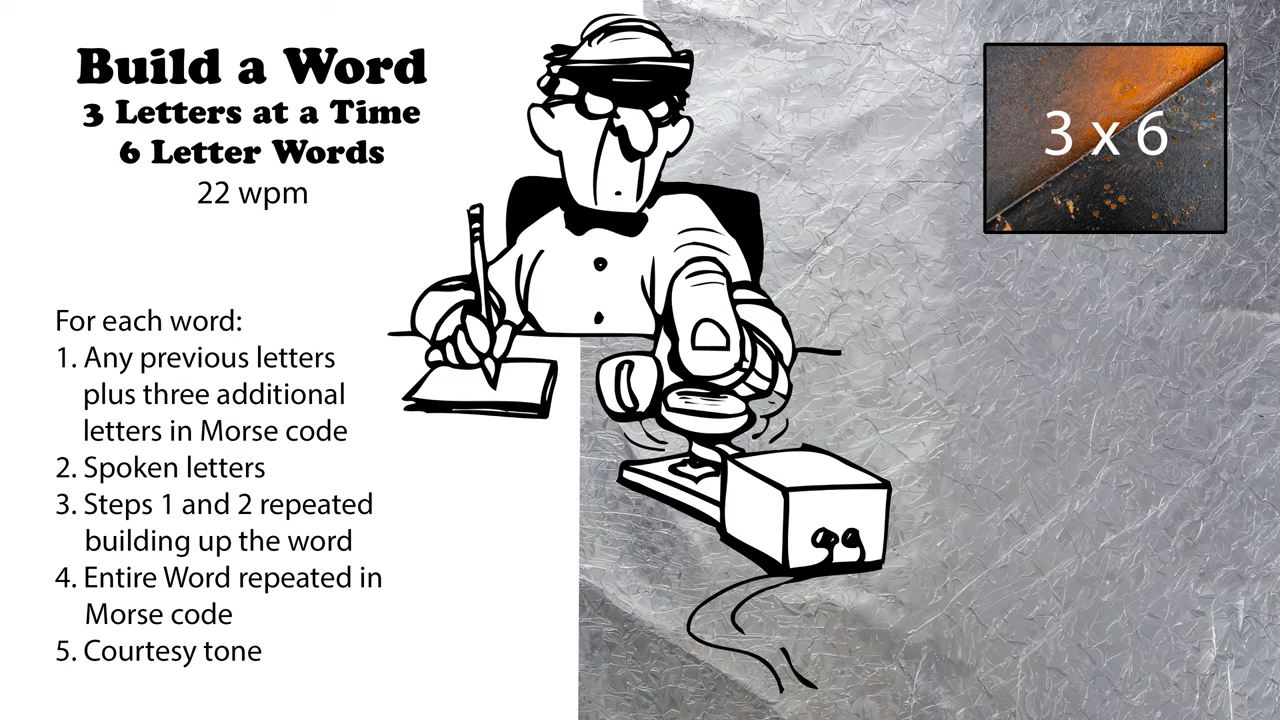 Build a Word
3 Letters at a Time
6 Letter Words
22 wpm
3 x 6
For each word:
1. Any previous letters
plus three additional
letters in Morse code
2. Spoken letters
3. Steps 1 and 2 repeated
building up the word
4. Entire Word repeated in
Morse code
5. Courtesy tone